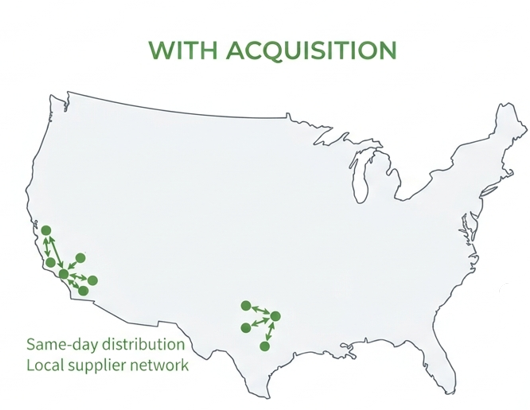 WITH ACQUISITION
Same-day distribution
Local supplier network